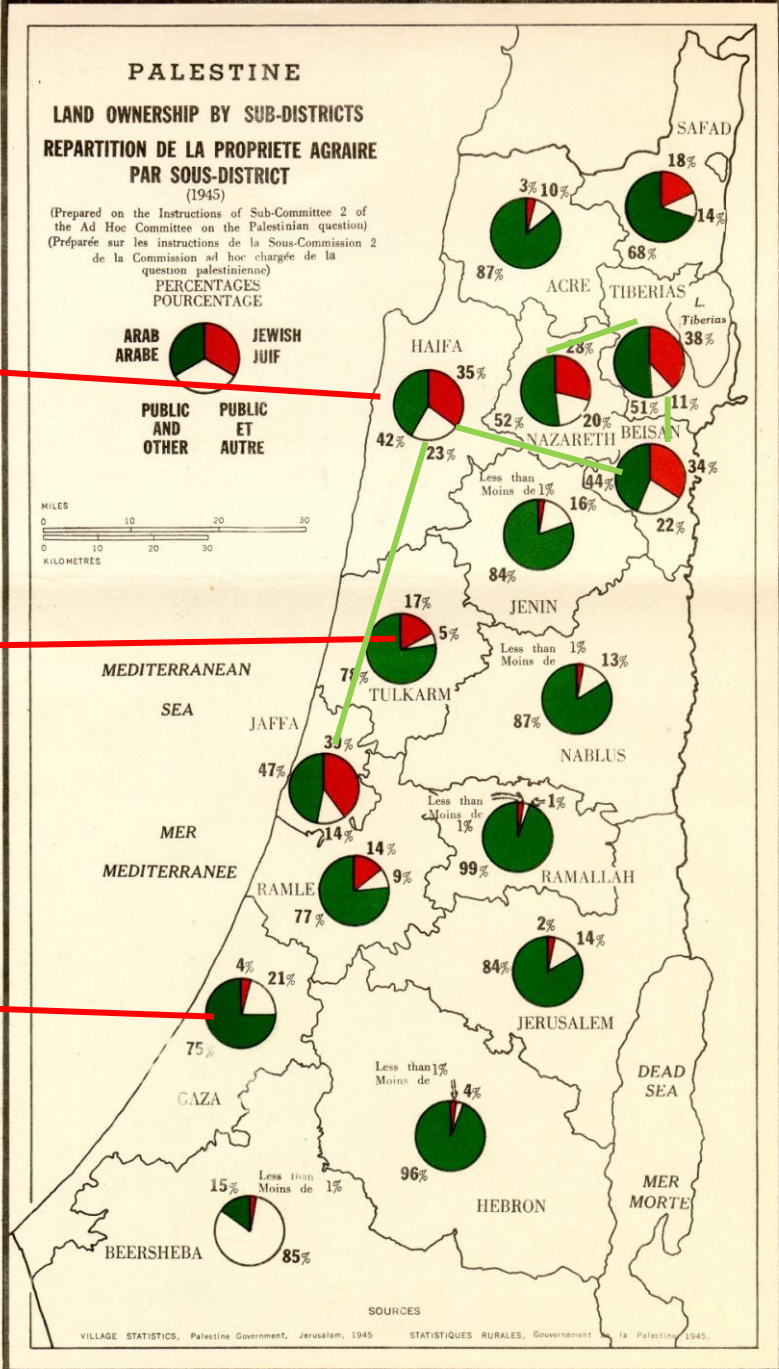 PALESTINE
LAND OWNERSHIP BY SUB-DISTRICTS
REPARTITION DE LA PROPRIETE AGRAIRE
PAR SOUS-DISTRICT
(1945)
(Prepared on the Instructions of Sub-Committee 2 of
the Ad Hoc Committee on the Palestinian question)
(Préparée sur les instructions de la Sous-Commission 2
de la Commission ad hoc chargée de la
question palestinienne)
PERCENTAGES
POURCENTAGE
ARAB
ARABE
JEWISH
JUIF
PUBLIC
AND
OTHER
PUBLIC
ET
AUTRE
MILES
0 10 20 30
0 10 20 30
KILOMETRES
SAFAD
18%
14%
68%
3% 10%
87%
ACRE
TIBERIAS
L.
Tiberias
38%
11%
51%
HAIFA
35%
42%
23%
28%
52%
20%
NAZARETH
BEISAN
44%
34%
22%
Less than
Moins de 1%
16%
84%
JENIN
17%
5%
78%
TULKARM
Less than
Moins de
1%
13%
87%
NABLUS
MEDITERRANEAN
SEA
JAFFA
47%
14%
MER
MEDITERRANEE
Less than
Moins de
1%
1%
99%
RAMALLAH
14%
9%
RAMLE
77%
2%
14%
84%
JERUSALEM
4%
21%
75%
GAZA
DEAD
SEA
Less than 1%
Moins de
4%
96%
HEBRON
MER
MORTE
15%
Less than
Moins de 1%
BEERSHEBA
85%
SOURCES
VILLAGE STATISTICS, Palestine Government, Jerusalem, 1945 STATISTIQUES RURALES, Gouvernement la Palestine, 1945.